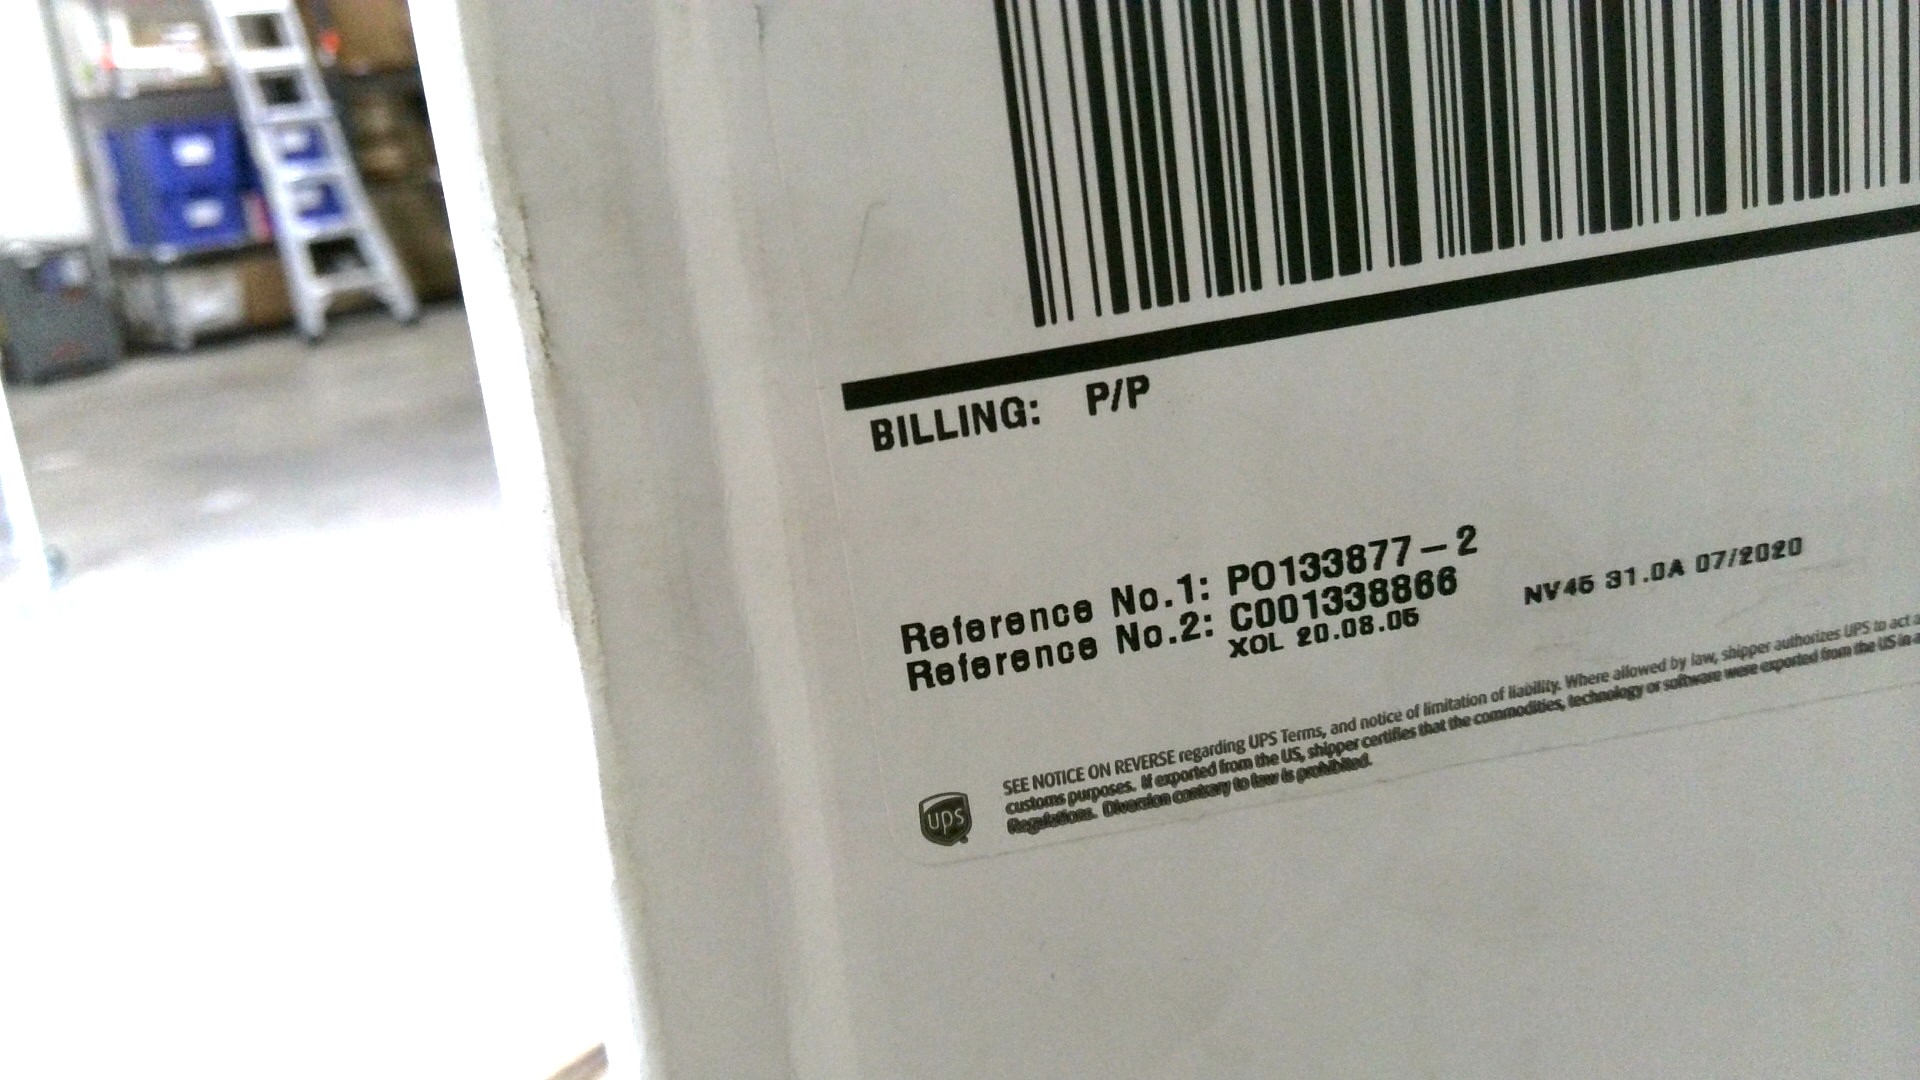 BILLING: P/P
Reference No.1: PO133877-2
Reference No.2: C001338866
XOL 20.08.05 NV45 31.0A 07/2020
SEE NOTICE ON REVERSE regarding UPS Terms, and notice of limitation of liability. Where allowed by law, shipper authorizes UPS to act a
customs purposes. If exported from the US, shipper certifies that the commodities, technology or software were exported from the US in a
Regulations. Diversion contrary to law is prohibited.
ups